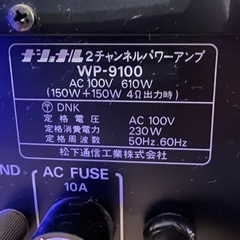 ナショナル 2チャンネルパワーアンプ
WP-9100
AC 100V 610W
(150W+150W 4Ω出力時)
DNK
定格電圧 AC 100V
定格消費電力 230W
定格周波数 50Hz.60Hz
松下通信工業株式会社
ND
AC FUSE
10A